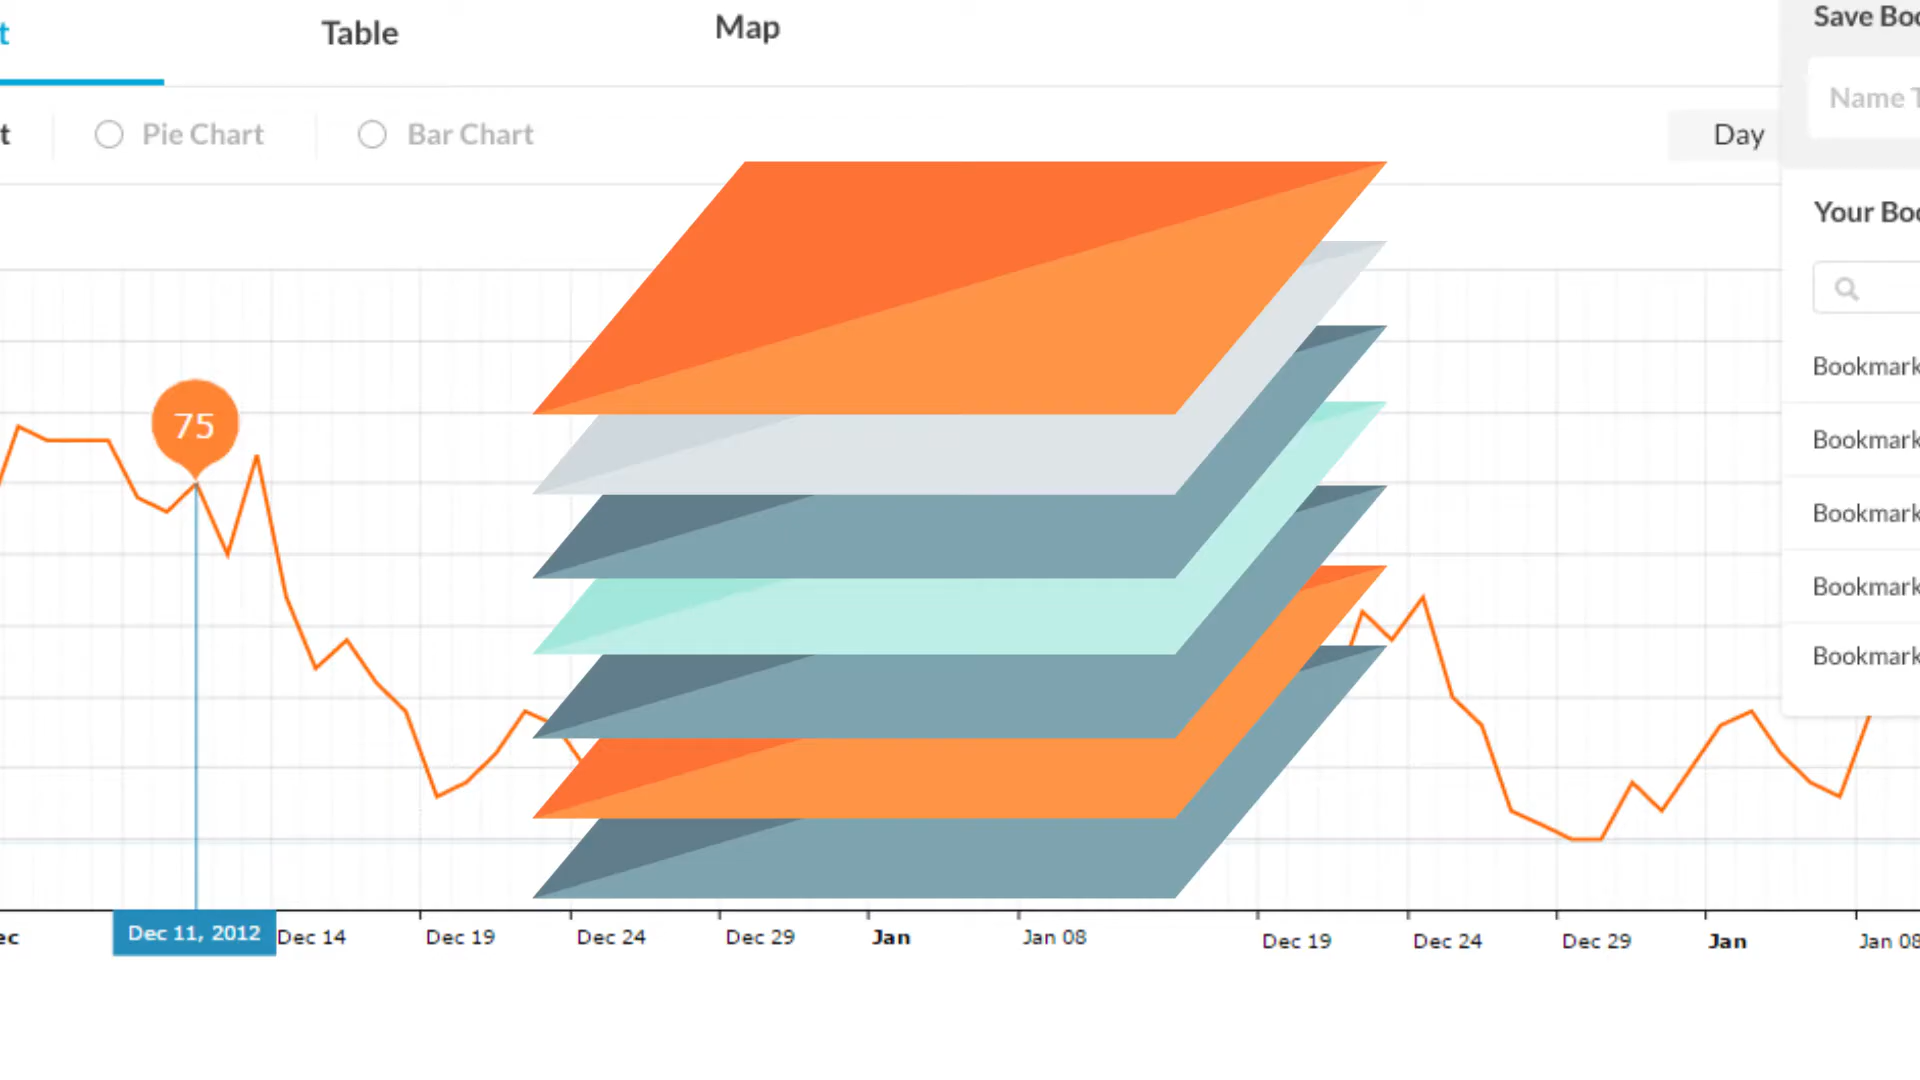 t Table Map
t Pie Chart Bar Chart Day
75
ec Dec 11, 2012 Dec 14 Dec 19 Dec 24 Dec 29 Jan Jan 08 Dec 19 Dec 24 Dec 29 Jan Jan 08
Save Boo
Name T
Your Boo
Bookmark
Bookmark
Bookmark
Bookmark
Bookmark